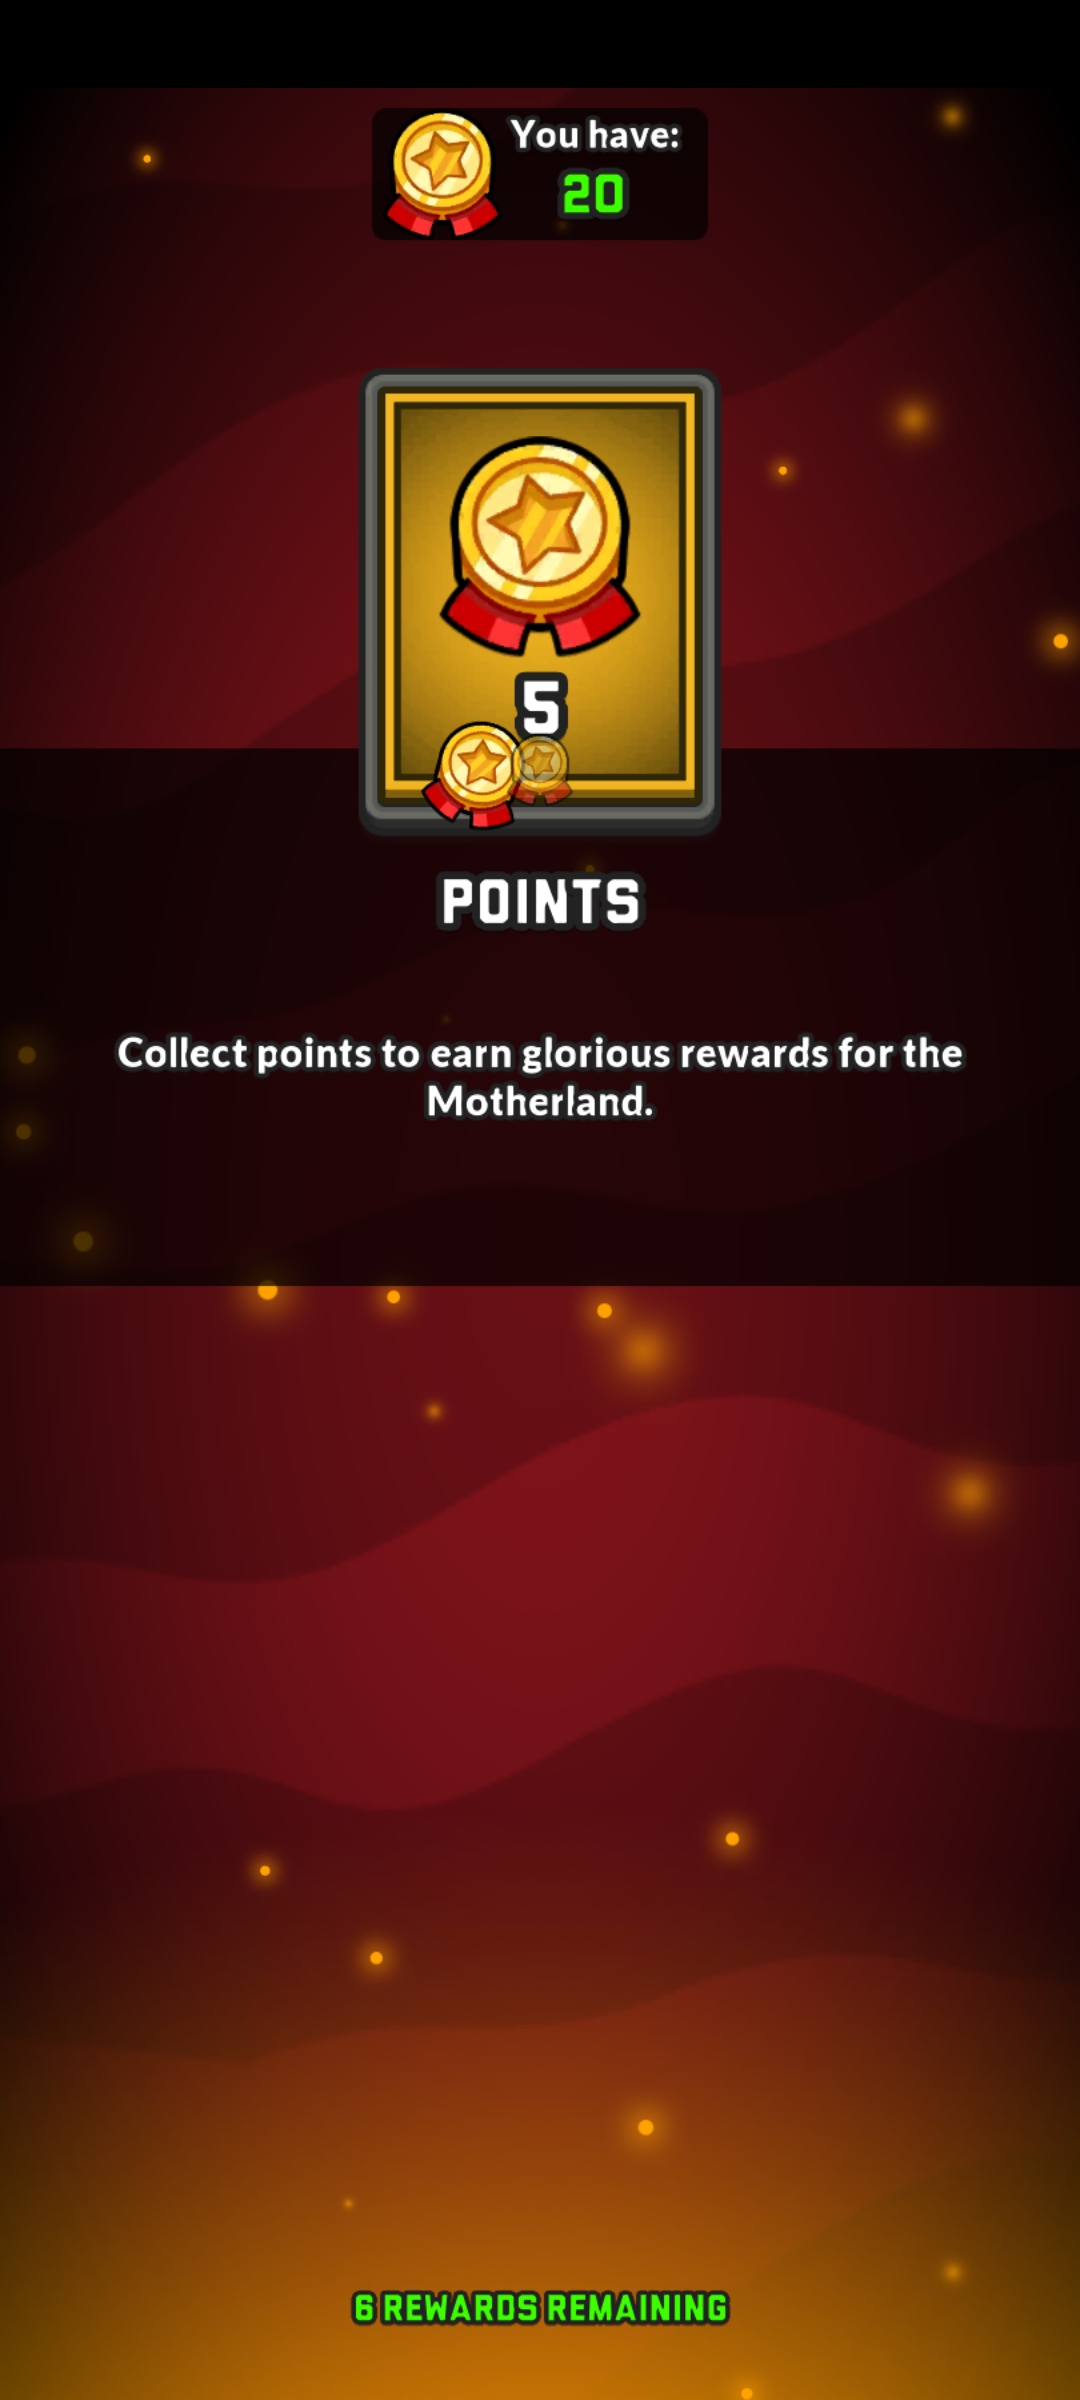 You have:
20
5
POINTS
Collect points to earn glorious rewards for the
Motherland.
6 REWARDS REMAINING